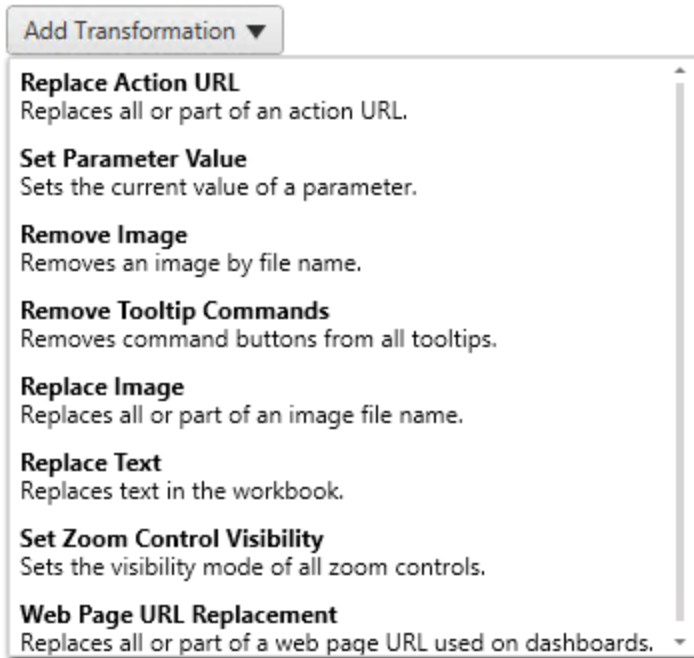 Add Transformation
Replace Action URL
Replaces all or part of an action URL.
Set Parameter Value
Sets the current value of a parameter.
Remove Image
Removes an image by file name.
Remove Tooltip Commands
Removes command buttons from all tooltips.
Replace Image
Replaces all or part of an image file name.
Replace Text
Replaces text in the workbook.
Set Zoom Control Visibility
Sets the visibility mode of all zoom controls.
Web Page URL Replacement
Replaces all or part of a web page URL used on dashboards.